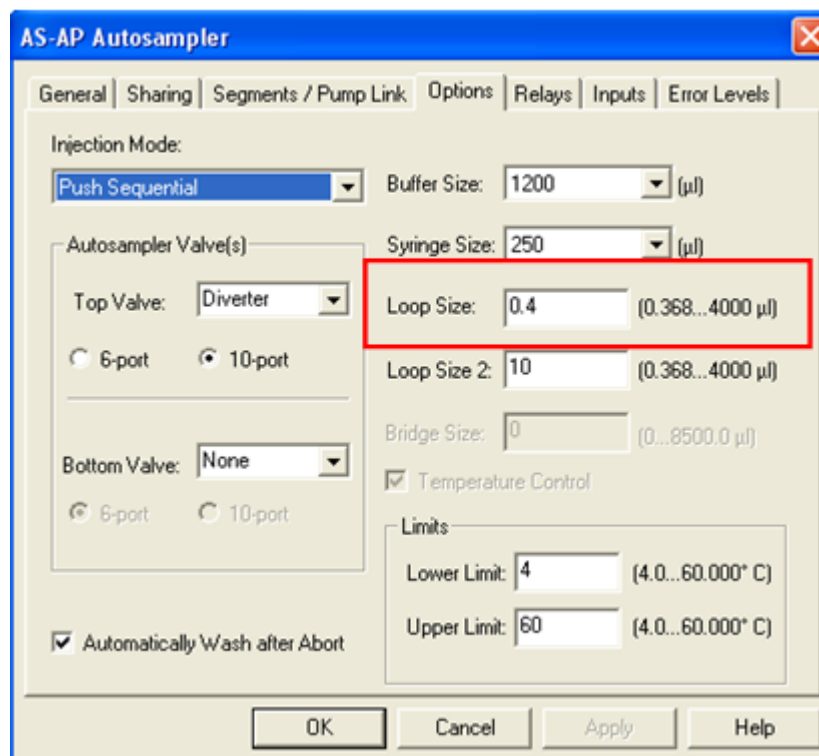 AS-AP Autosampler
General Sharing Segments / Pump Link Options Relays Inputs Error Levels
Injection Mode:
Push Sequential
Buffer Size: 1200 (µl)
Autosampler Valve(s)
Syringe Size: 250 (µl)
Top Valve: Diverter
Loop Size: 0.4 (0.368...4000 µl)
6-port 10-port
Loop Size 2: 10 (0.368...4000 µl)
Bridge Size: 0 (0...8500.0 µl)
Bottom Valve: None
Temperature Control
6-port 10-port
Limits
Lower Limit: 4 (4.0...60.000° C)
Upper Limit: 60 (4.0...60.000° C)
Automatically Wash after Abort
OK Cancel Apply Help